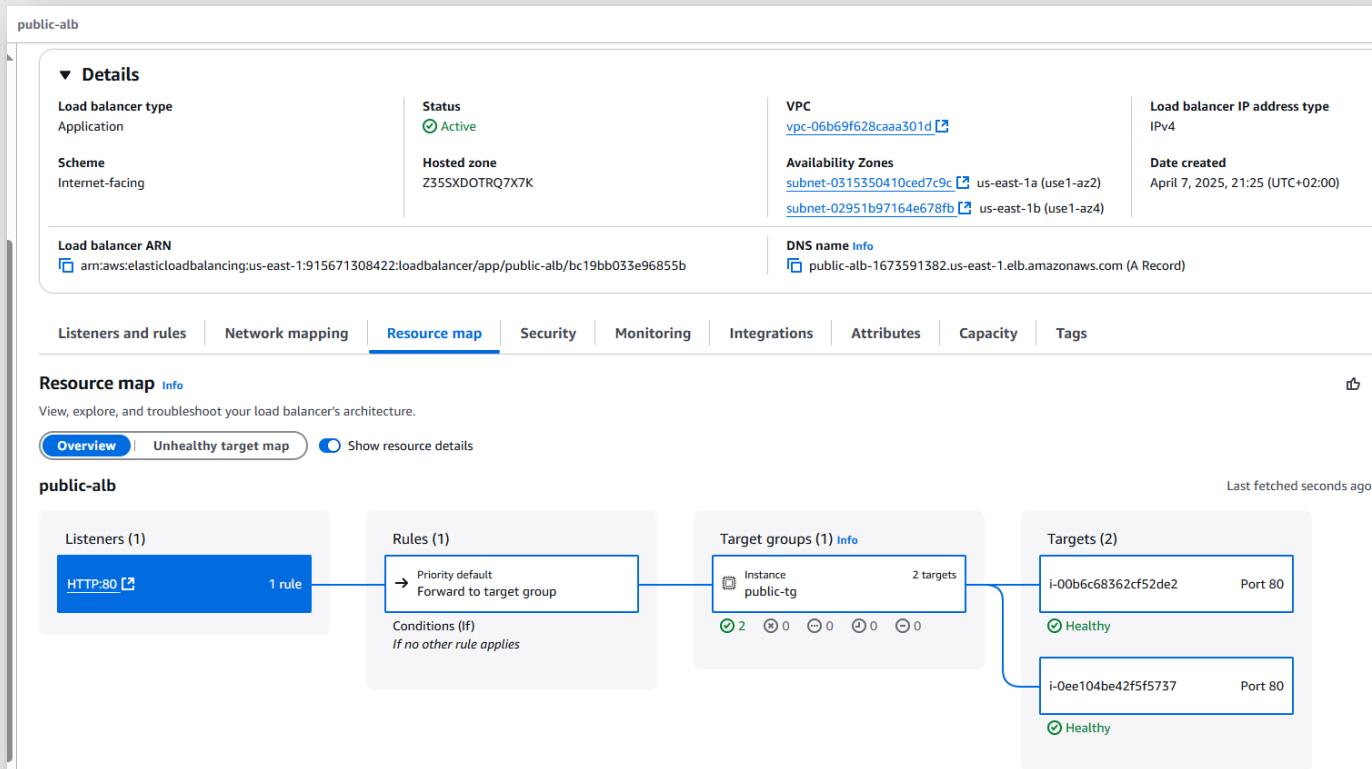 public-alb
Details
Load balancer type
Application
Status
Active
VPC
vpc-06b69f628caaa301d
Load balancer IP address type
IPv4
Scheme
Internet-facing
Hosted zone
Z35SXDOTRQ7X7K
Availability Zones
subnet-0315350410ced7c9c us-east-1a (use1-az2)
subnet-02951b97164e678fb us-east-1b (use1-az4)
Date created
April 7, 2025, 21:25 (UTC+02:00)
Load balancer ARN
arn:aws:elasticloadbalancing:us-east-1:915671308422:loadbalancer/app/public-alb/bc19bb033e96855b
DNS name Info
public-alb-1673591382.us-east-1.elb.amazonaws.com (A Record)
Listeners and rules Network mapping Resource map Security Monitoring Integrations Attributes Capacity Tags
Resource map Info
View, explore, and troubleshoot your load balancer's architecture.
Overview Unhealthy target map Show resource details
public-alb
Last fetched seconds ago
Listeners (1)
HTTP:80 1 rule
Rules (1)
Priority default
Forward to target group
Conditions (If)
If no other rule applies
Target groups (1) Info
Instance 2 targets
public-tg
2 0 0 0 0
Targets (2)
i-00b6c68362cf52de2 Port 80
Healthy
i-0ee104be42f5f5737 Port 80
Healthy